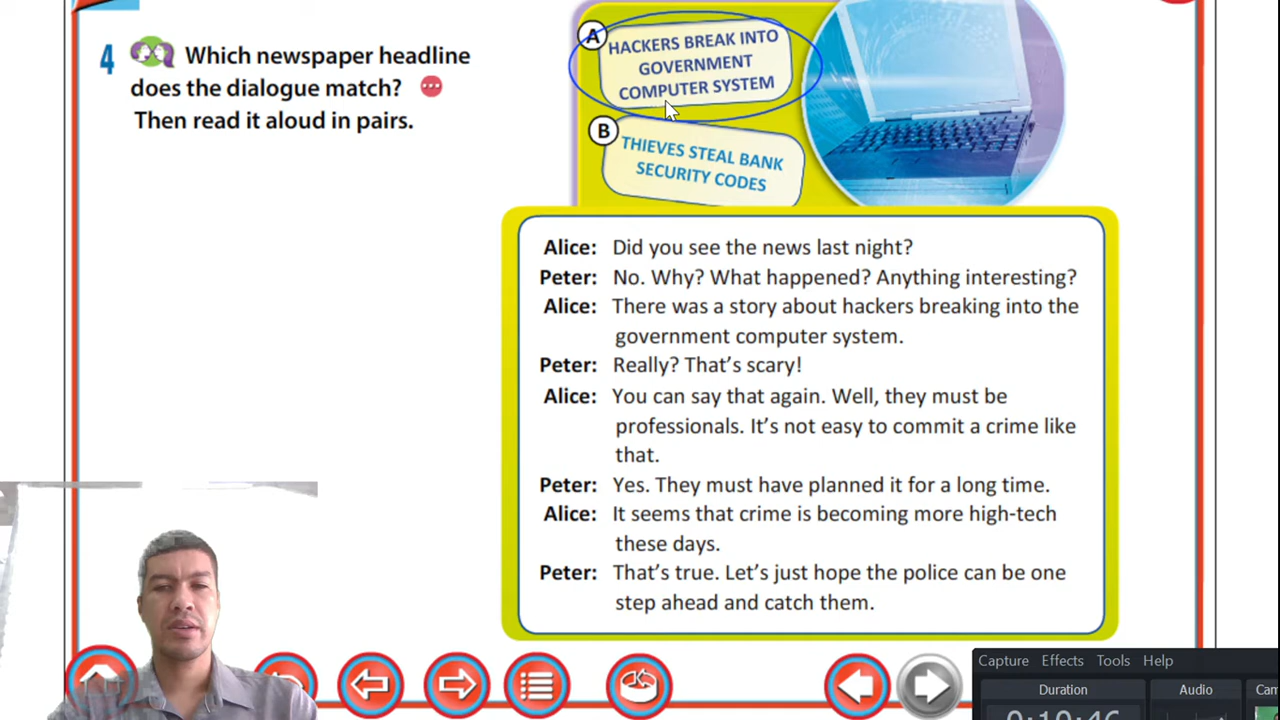 4 Which newspaper headline
does the dialogue match?
Then read it aloud in pairs.
A
HACKERS BREAK INTO
GOVERNMENT
COMPUTER SYSTEM
B
THIEVES STEAL BANK
SECURITY CODES
Alice: Did you see the news last night?
Peter: No. Why? What happened? Anything interesting?
Alice: There was a story about hackers breaking into the
government computer system.
Peter: Really? That's scary!
Alice: You can say that again. Well, they must be
professionals. It's not easy to commit a crime like
that.
Peter: Yes. They must have planned it for a long time.
Alice: It seems that crime is becoming more high-tech
these days.
Peter: That's true. Let's just hope the police can be one
step ahead and catch them.
Capture Effects Tools Help
Duration Audio Cam
0:10:46